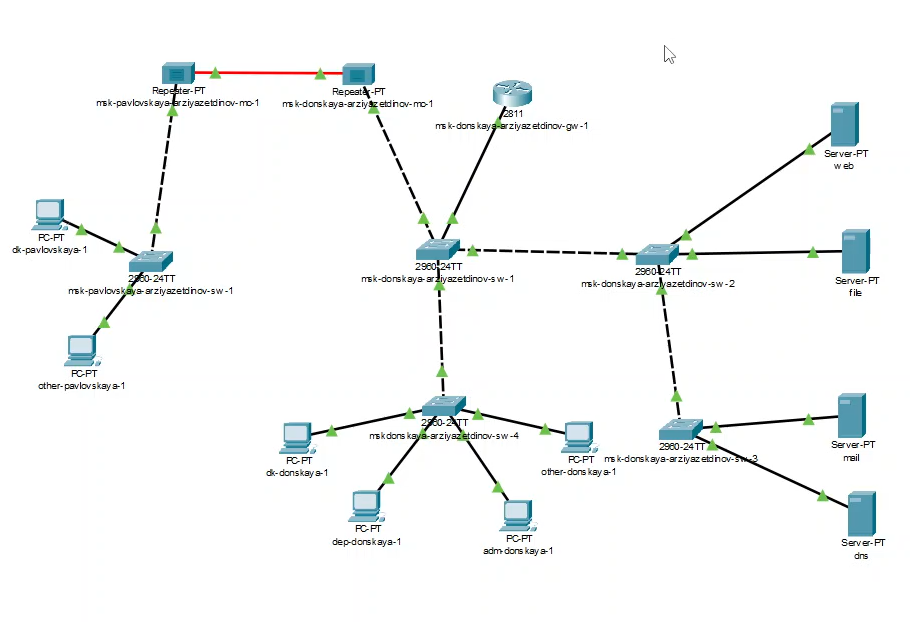 Repeater-PT
msk-pavlovskaya-arziyazetdinov-mc-1
Repeater-PT
msk-donskaya-arziyazetdinov-mc-1
2811
msk-donskaya-arziyazetdinov-gw-1
Server-PT
web
PC-PT
dk-pavlovskaya-1
2960-24TT
msk-pavlovskaya-arziyazetdinov-sw-1
2960-24TT
msk-donskaya-arziyazetdinov-sw-1
2960-24TT
msk-donskaya-arziyazetdinov-sw-2
Server-PT
file
PC-PT
other-pavlovskaya-1
2960-24TT
mskdonskaya-arziyazetdinov-sw-4
PC-PT
dk-donskaya-1
PC-PT
other-donskaya-1
2960-24TT
msk-donskaya-arziyazetdinov-sw-3
Server-PT
mail
PC-PT
dep-donskaya-1
PC-PT
adm-donskaya-1
Server-PT
dns